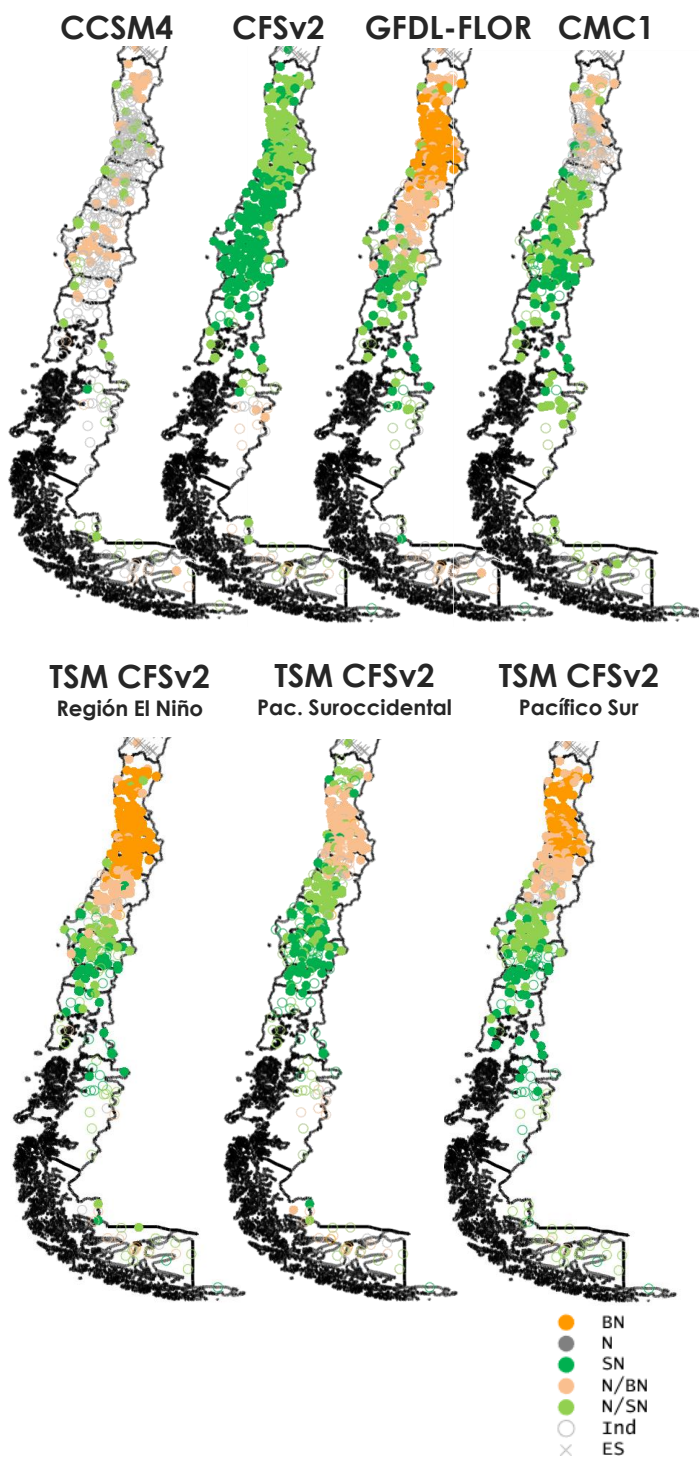 CCSM4 CFSv2 GFDL-FLOR CMC1
TSM CFSv2 TSM CFSv2 TSM CFSv2
Región El Niño Pac. Suroccidental Pacífico Sur
BN
N
SN
N/BN
N/SN
Ind
ES